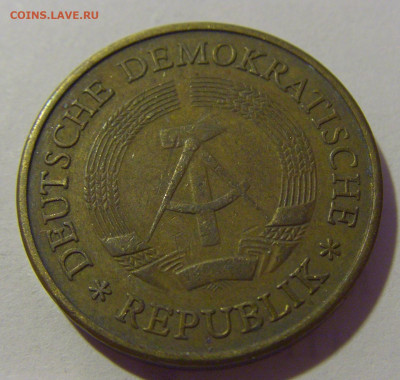 COINS.LAVE.RU
DEUTSCHE DEMOKRATISCHE
* REPUBLIK *